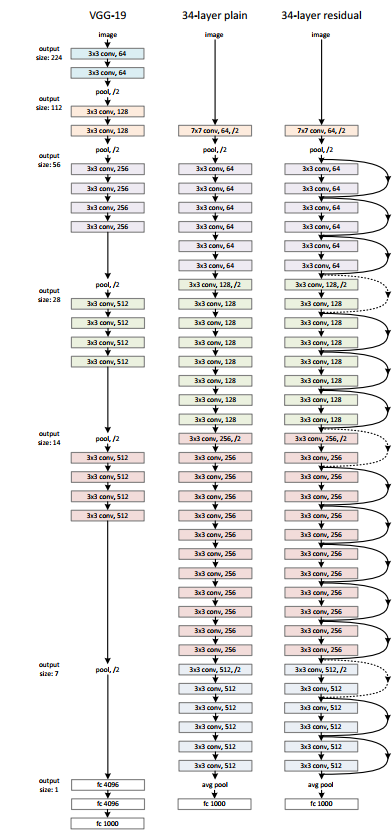 VGG-19
image
output
size: 224
3x3 conv, 64
3x3 conv, 64
pool, /2
output
size: 112
3x3 conv, 128
3x3 conv, 128
pool, /2
output
size: 56
3x3 conv, 256
3x3 conv, 256
3x3 conv, 256
3x3 conv, 256
pool, /2
output
size: 28
3x3 conv, 512
3x3 conv, 512
3x3 conv, 512
3x3 conv, 512
output
size: 14
pool, /2
3x3 conv, 512
3x3 conv, 512
3x3 conv, 512
3x3 conv, 512
output
size: 7
pool, /2
output
size: 1
fc 4096
fc 4096
fc 1000
34-layer plain
image
7x7 conv, 64, /2
pool, /2
3x3 conv, 64
3x3 conv, 64
3x3 conv, 64
3x3 conv, 64
3x3 conv, 64
3x3 conv, 64
3x3 conv, 128, /2
3x3 conv, 128
3x3 conv, 128
3x3 conv, 128
3x3 conv, 128
3x3 conv, 128
3x3 conv, 128
3x3 conv, 128
3x3 conv, 256, /2
3x3 conv, 256
3x3 conv, 256
3x3 conv, 256
3x3 conv, 256
3x3 conv, 256
3x3 conv, 256
3x3 conv, 256
3x3 conv, 256
3x3 conv, 256
3x3 conv, 256
3x3 conv, 256
3x3 conv, 512, /2
3x3 conv, 512
3x3 conv, 512
3x3 conv, 512
3x3 conv, 512
3x3 conv, 512
avg pool
fc 1000
34-layer residual
image
7x7 conv, 64, /2
pool, /2
3x3 conv, 64
3x3 conv, 64
3x3 conv, 64
3x3 conv, 64
3x3 conv, 64
3x3 conv, 64
3x3 conv, 128, /2
3x3 conv, 128
3x3 conv, 128
3x3 conv, 128
3x3 conv, 128
3x3 conv, 128
3x3 conv, 128
3x3 conv, 128
3x3 conv, 256, /2
3x3 conv, 256
3x3 conv, 256
3x3 conv, 256
3x3 conv, 256
3x3 conv, 256
3x3 conv, 256
3x3 conv, 256
3x3 conv, 256
3x3 conv, 256
3x3 conv, 256
3x3 conv, 256
3x3 conv, 512, /2
3x3 conv, 512
3x3 conv, 512
3x3 conv, 512
3x3 conv, 512
3x3 conv, 512
avg pool
fc 1000